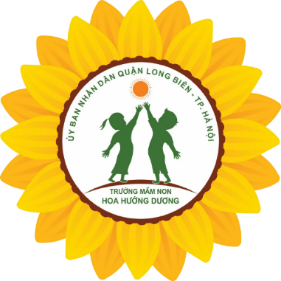 ỦY BAN NHÂN DÂN QUẬN LONG BIÊN - TP. HÀ NỘI
TRƯỜNG MẦM NON
HOA HƯỚNG DƯƠNG